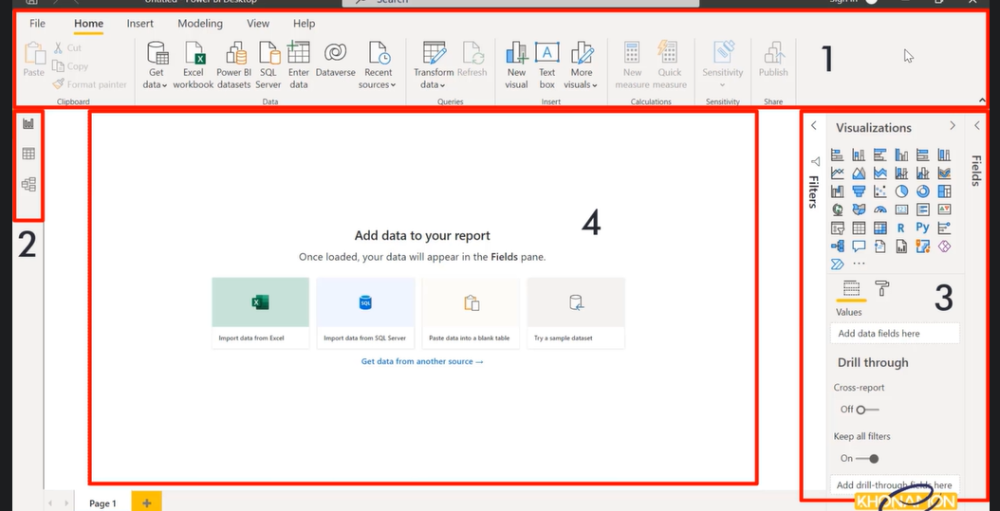 Untitled - Power BI Desktop
Search
Sign in
File Home Insert Modeling View Help
Paste
Cut
Copy
Format painter
Clipboard
Get data
Excel workbook
Power BI datasets
SQL Server
Enter data
Dataverse
Recent sources
Data
Transform data
Refresh
Queries
New visual
Text box
More visuals
Insert
New measure
Quick measure
Calculations
Sensitivity
Sensitivity
Publish
Share
1
2
Add data to your report
4
Once loaded, your data will appear in the Fields pane.
Import data from Excel
SQL
Import data from SQL Server
Paste data into a blank table
Try a sample dataset
Get data from another source →
Filters
Visualizations
R Py
3
Values
Add data fields here
Drill through
Cross-report
Off
Keep all filters
On
Add drill-through fields here
Fields
Page 1
KHONAMON